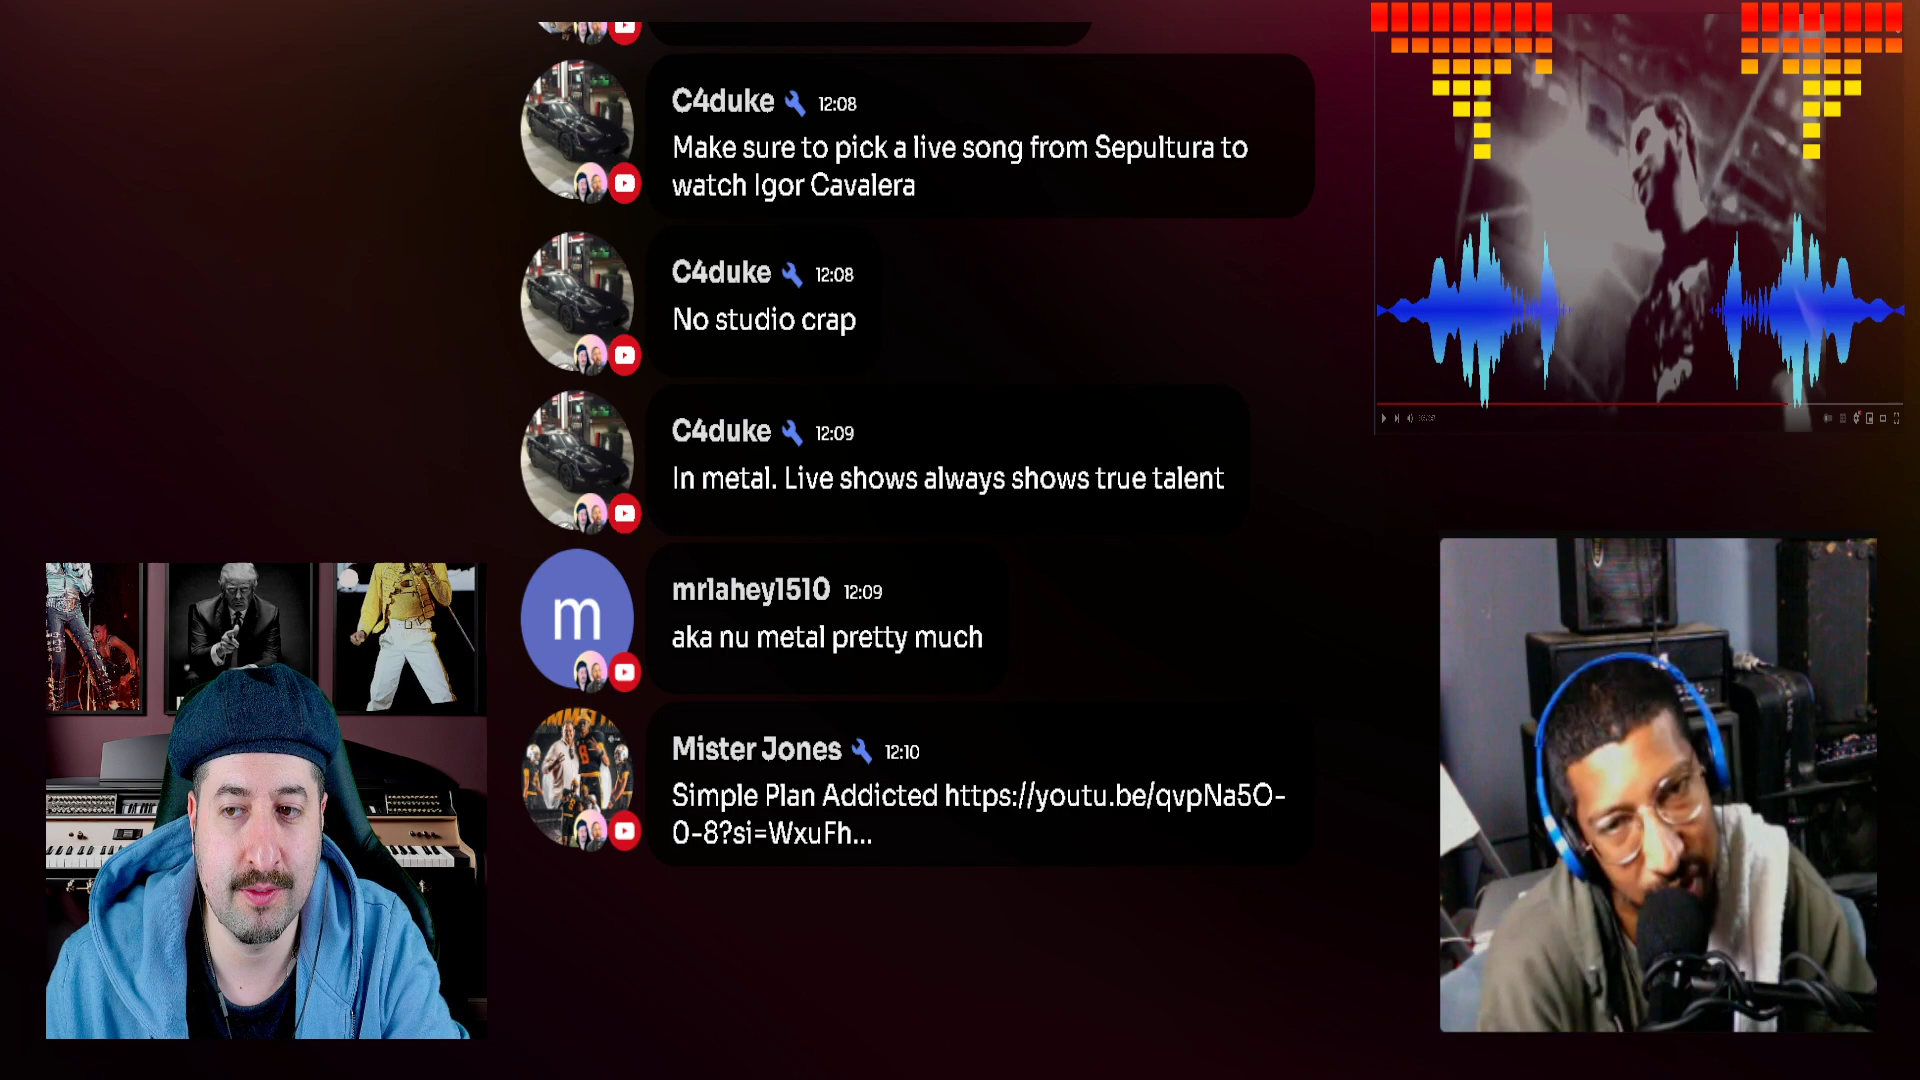 C4duke 12:08
Make sure to pick a live song from Sepultura to
watch Igor Cavalera
C4duke 12:08
No studio crap
C4duke 12:09
In metal. Live shows always shows true talent
m
mrlahey1510 12:09
aka nu metal pretty much
Mister Jones 12:10
Simple Plan Addicted https://youtu.be/qvpNa5O-
0-8?si=WxuFh...